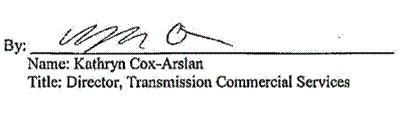 By:
Name: Kathryn Cox-Arslan
Title: Director, Transmission Commercial Services